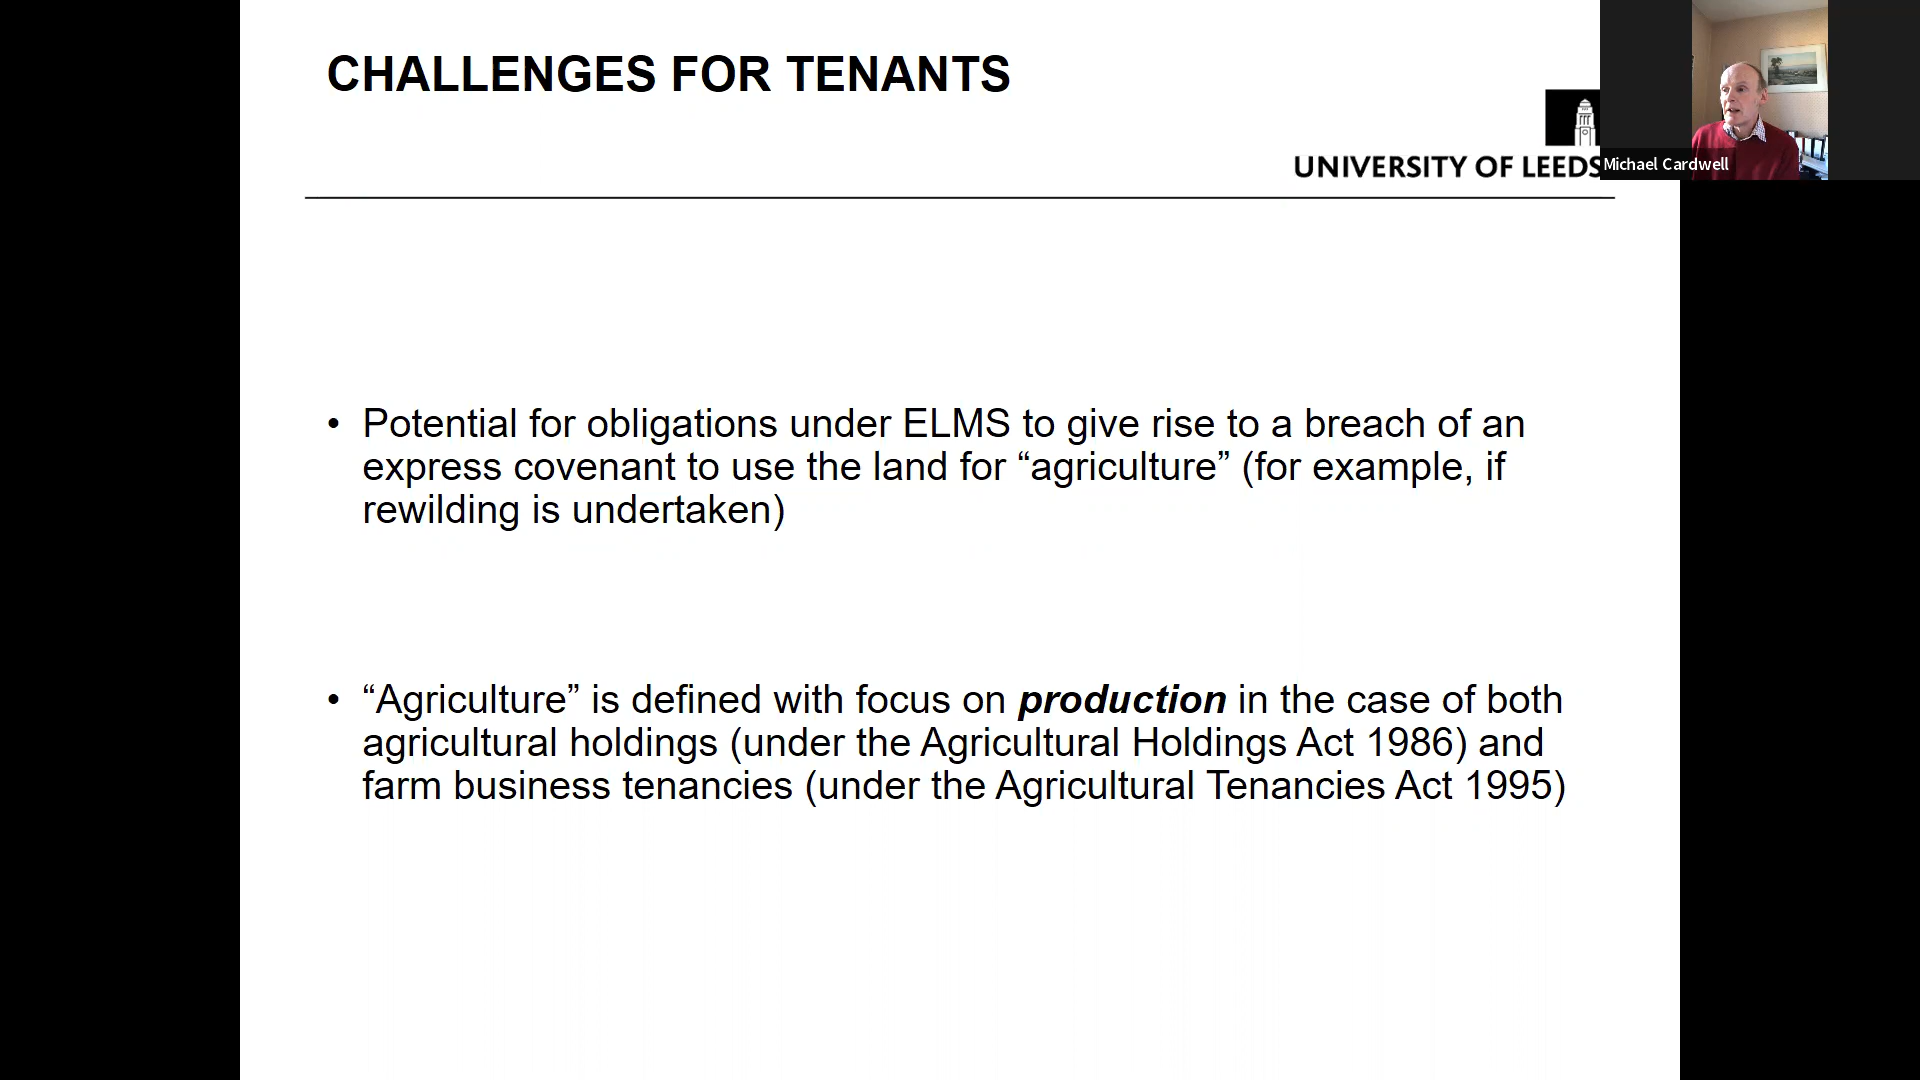 CHALLENGES FOR TENANTS
UNIVERSITY OF LEEDS
Michael Cardwell
• Potential for obligations under ELMS to give rise to a breach of an
express covenant to use the land for “agriculture” (for example, if
rewilding is undertaken)
• “Agriculture” is defined with focus on production in the case of both
agricultural holdings (under the Agricultural Holdings Act 1986) and
farm business tenancies (under the Agricultural Tenancies Act 1995)